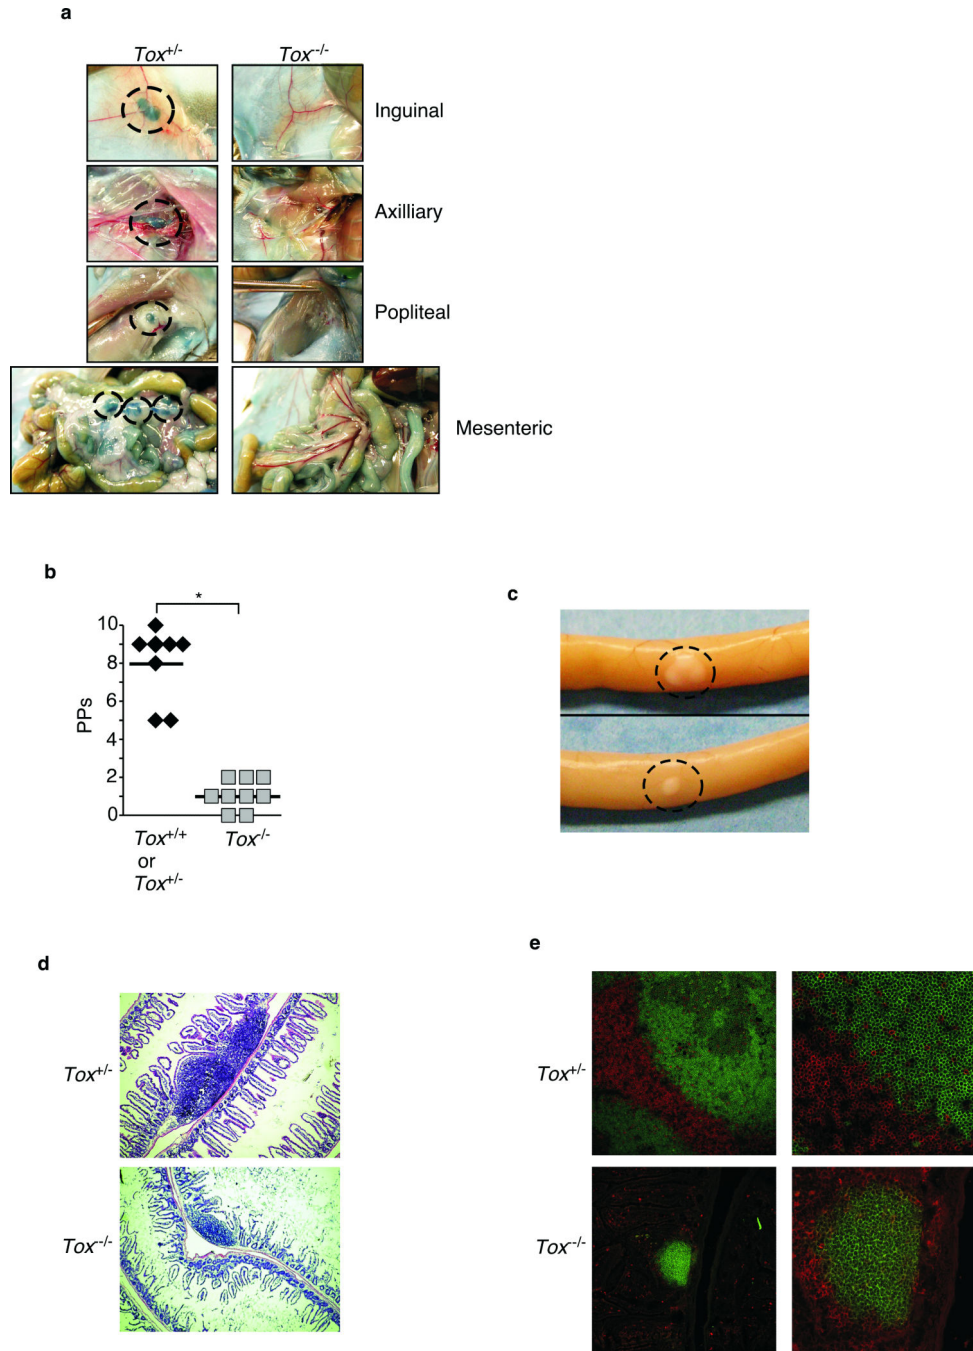 a
Tox+/-
Tox--/-
Inguinal
Axilliary
Popliteal
Mesenteric
b
*
10
8
6
4
2
0
PPs
Tox+/+
or
Tox+/-
Tox-/-
c
d
Tox+/-
Tox--/-
e
Tox+/-
Tox--/-